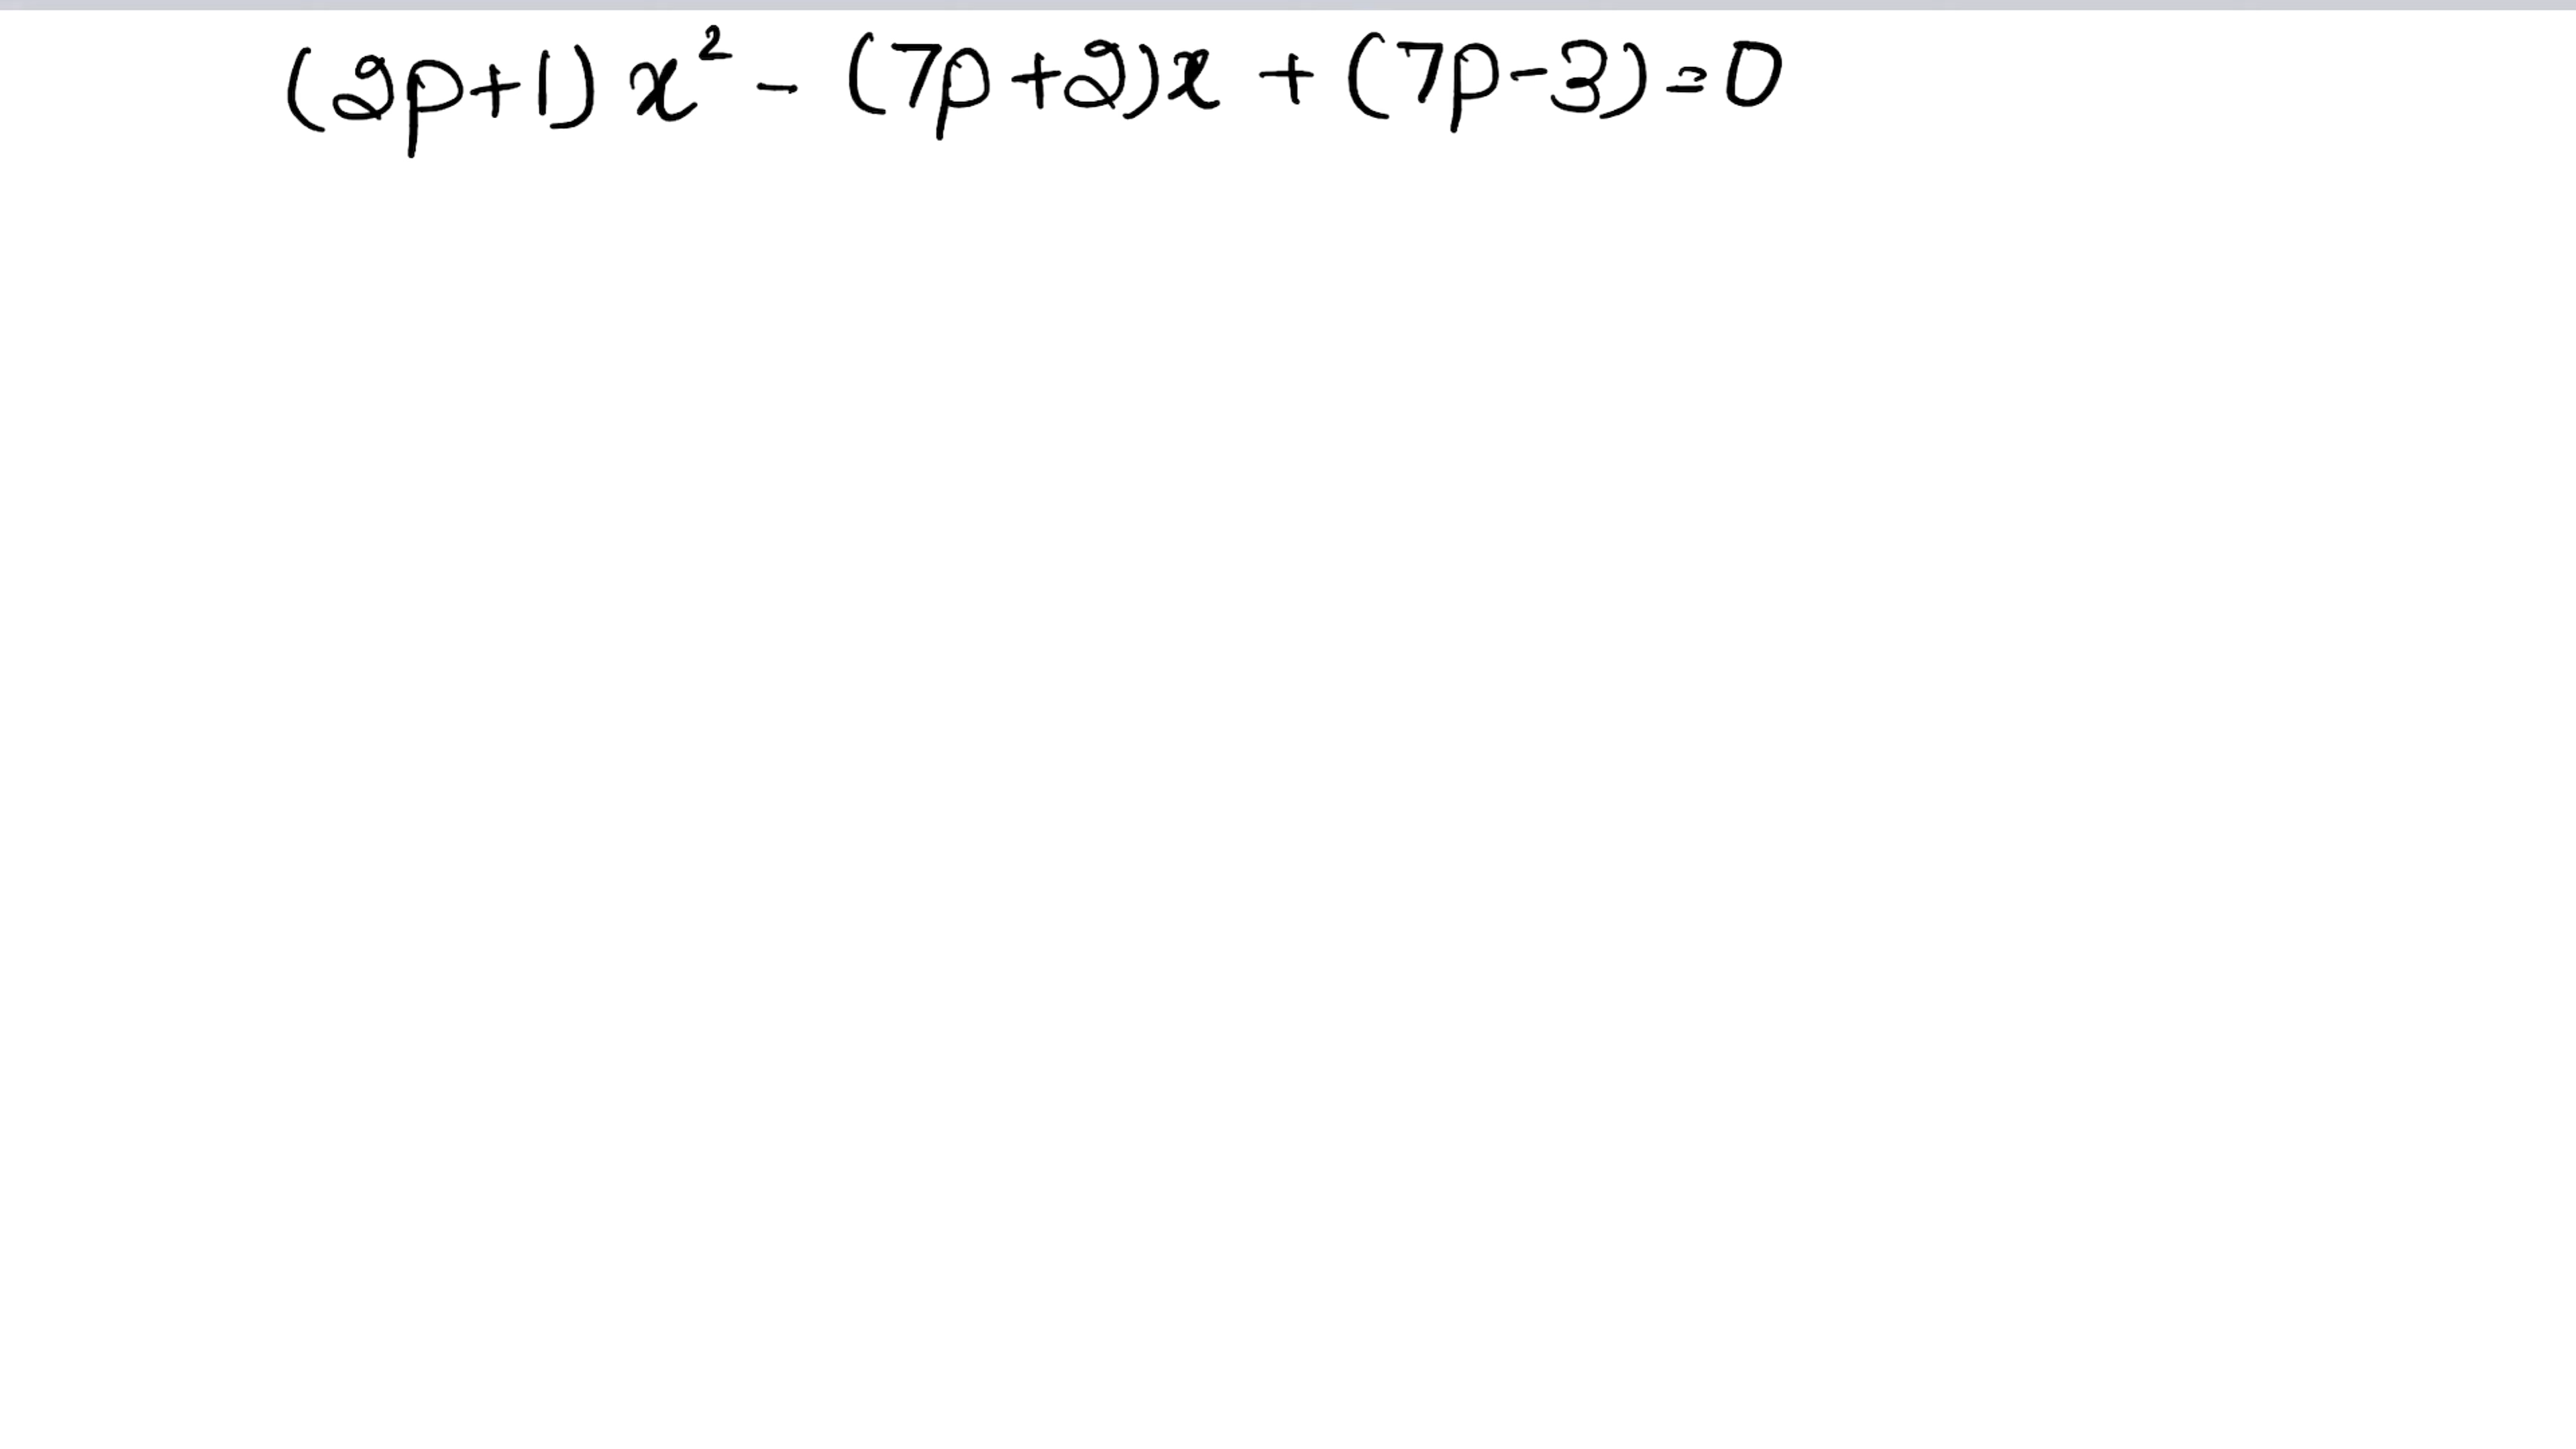 (2p+1) x² - (7p+2)x + (7p-3)=0